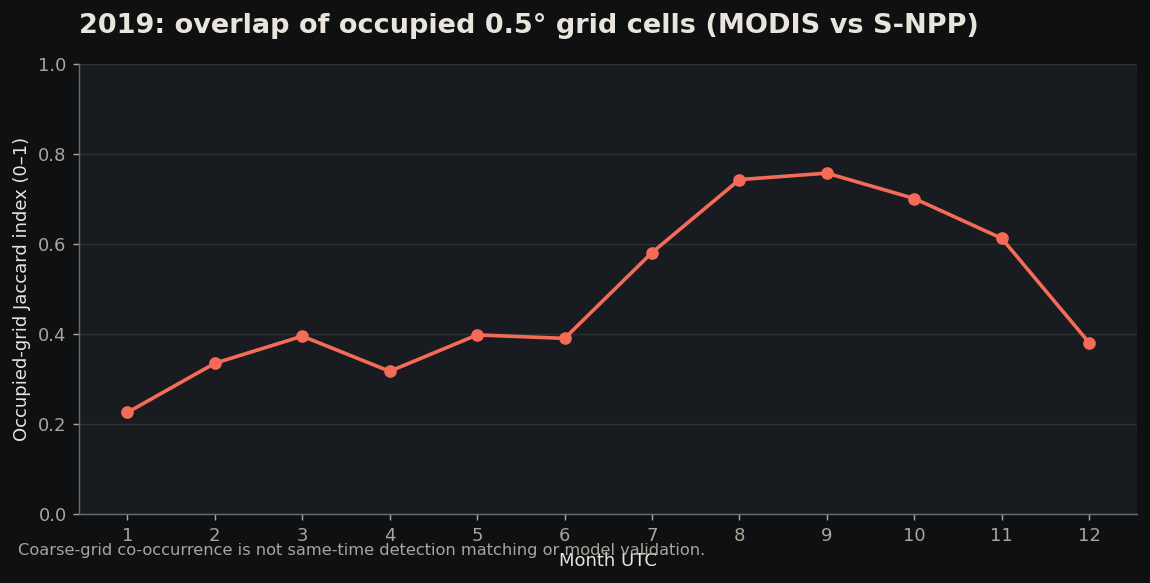 2019: overlap of occupied 0.5° grid cells (MODIS vs S-NPP)
Occupied-grid Jaccard index (0–1)
1.0
0.8
0.6
0.4
0.2
0.0
1 2 3 4 5 6 7 8 9 10 11 12
Coarse-grid co-occurrence is not same-time detection matching or model validation.
Month UTC